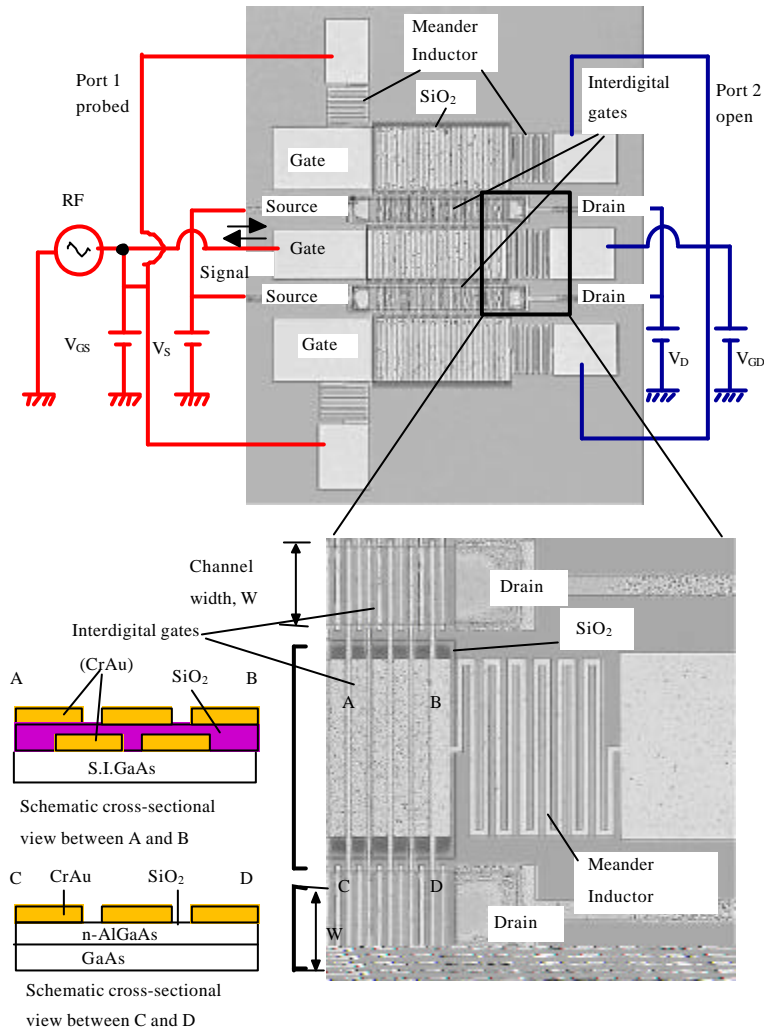 Meander
Inductor
Port 1
probed
SiO2
Interdigital
gates
Port 2
open
Gate
RF
Source
Drain
Gate
Signal
Source
Drain
VGS
VS
Gate
VD
VGD
Channel
width, W
Drain
Interdigital gates
SiO2
(CrAu)
A
SiO2
B
A
B
S.I.GaAs
Schematic cross-sectional
view between A and B
Meander
Inductor
C
CrAu
SiO2
D
C
D
Drain
W
n-AlGaAs
GaAs
Schematic cross-sectional
view between C and D